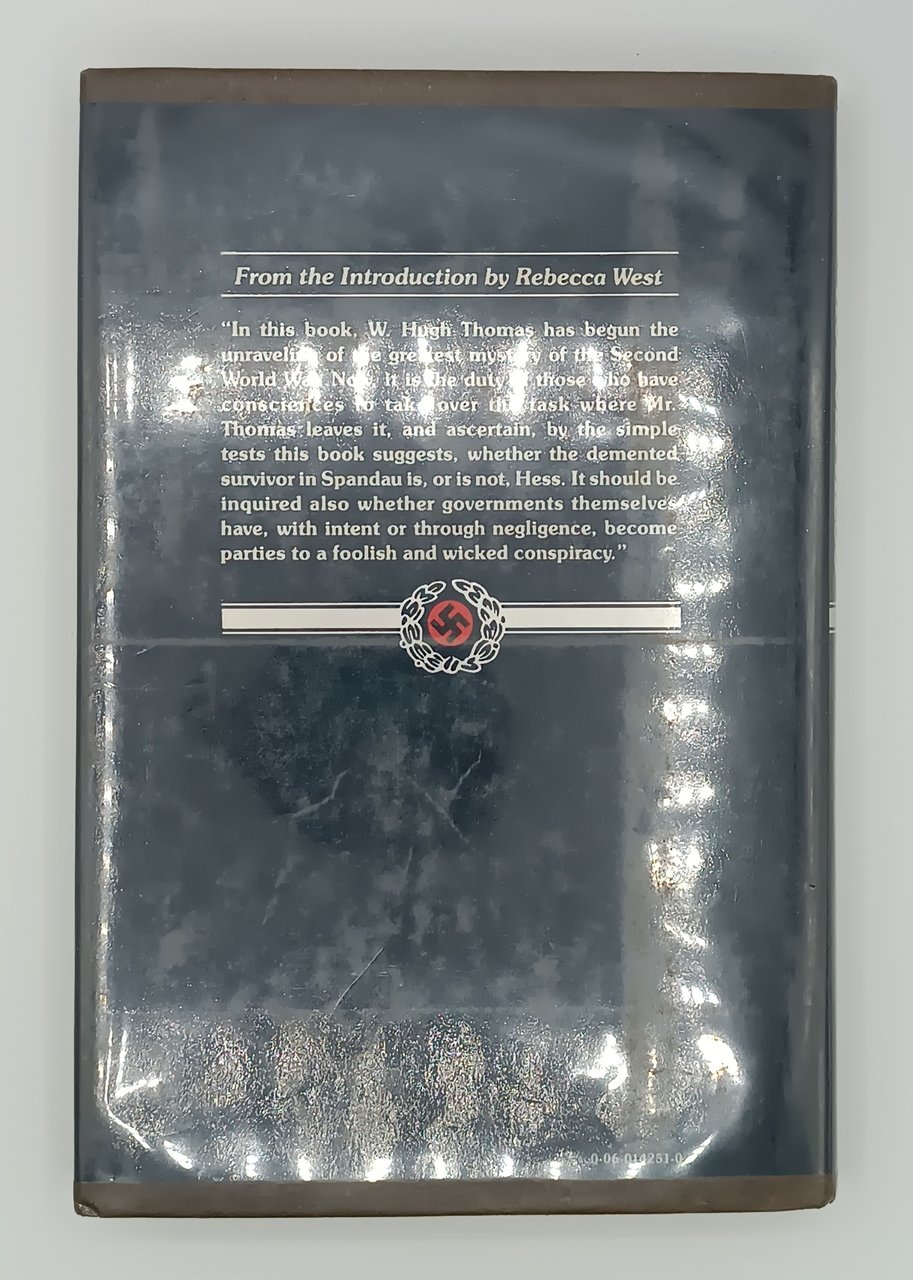 From the Introduction by Rebecca West
“In this book, W. Hugh Thomas has begun the
unraveling of the greatest mystery of the Second
World War. Now, it is the duty of those who have
consciences to take over the task where Mr.
Thomas leaves it, and ascertain, by the simple
tests this book suggests, whether the demented
survivor in Spandau is, or is not, Hess. It should be
inquired also whether governments themselves
have, with intent or through negligence, become
parties to a foolish and wicked conspiracy.”
0-06-014251-0